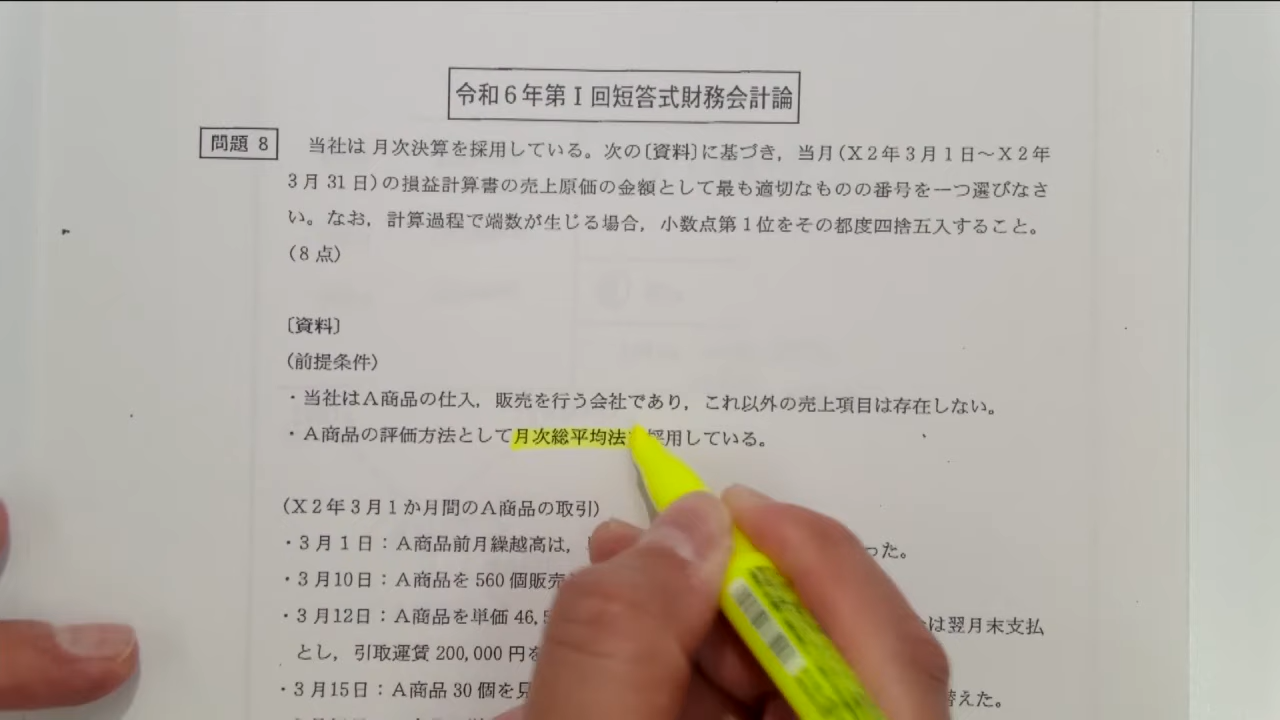 令和6年第Ⅰ回短答式財務会計論
問題 8 当社は月次決算を採用している。次の〔資料〕に基づき，当月(X2年3月1日～X2年
3月31日)の損益計算書の売上原価の金額として最も適切なものの番号を一つ選びなさ
い。なお，計算過程で端数が生じる場合，小数点第1位をその都度四捨五入すること。
(8点)
〔資料〕
(前提条件)
・当社はA商品の仕入，販売を行う会社であり，これ以外の売上項目は存在しない。
・A商品の評価方法として月次総平均法 採用している。
(X2年3月1か月間のA商品の取引)
・3月1日：A商品前月繰越高は， った。
・3月10日：A商品を560個販売
・3月12日：A商品を単価46, は翌月末支払
とし，引取運賃200,000円を
・3月15日：A商品30個を見 替えた。